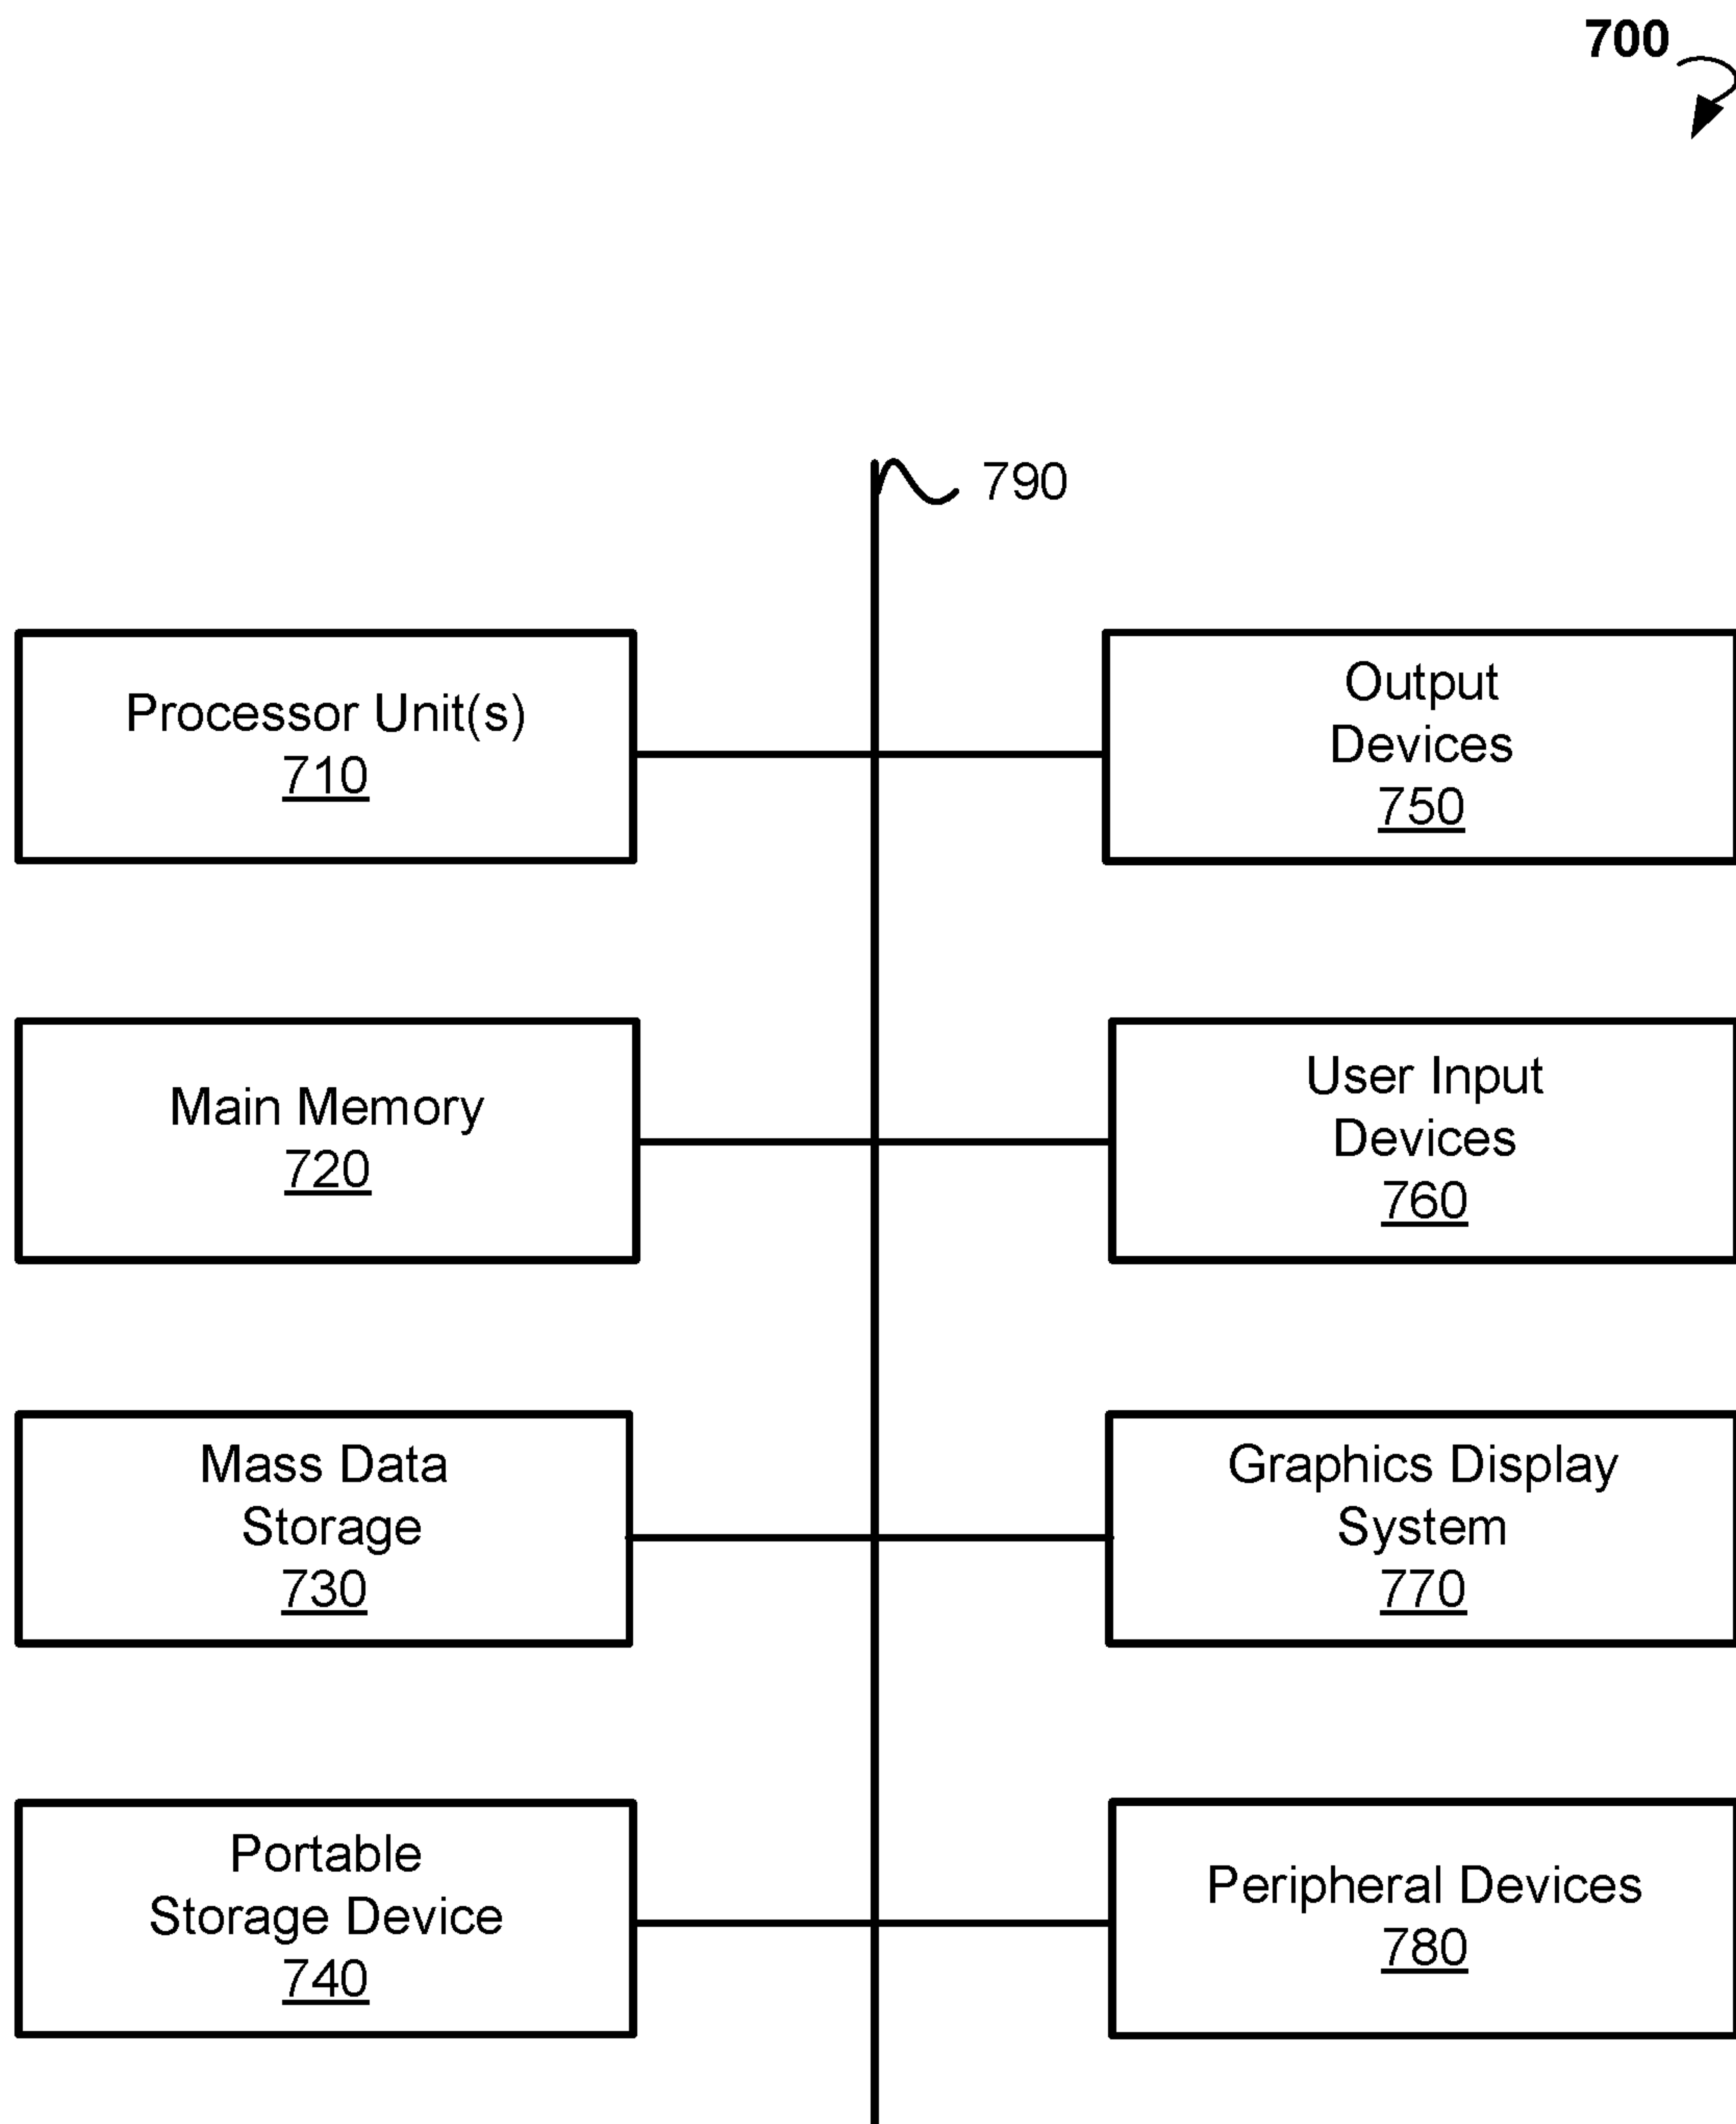 700
790
Processor Unit(s)
710
Output
Devices
750
Main Memory
720
User Input
Devices
760
Mass Data
Storage
730
Graphics Display
System
770
Portable
Storage Device
740
Peripheral Devices
780